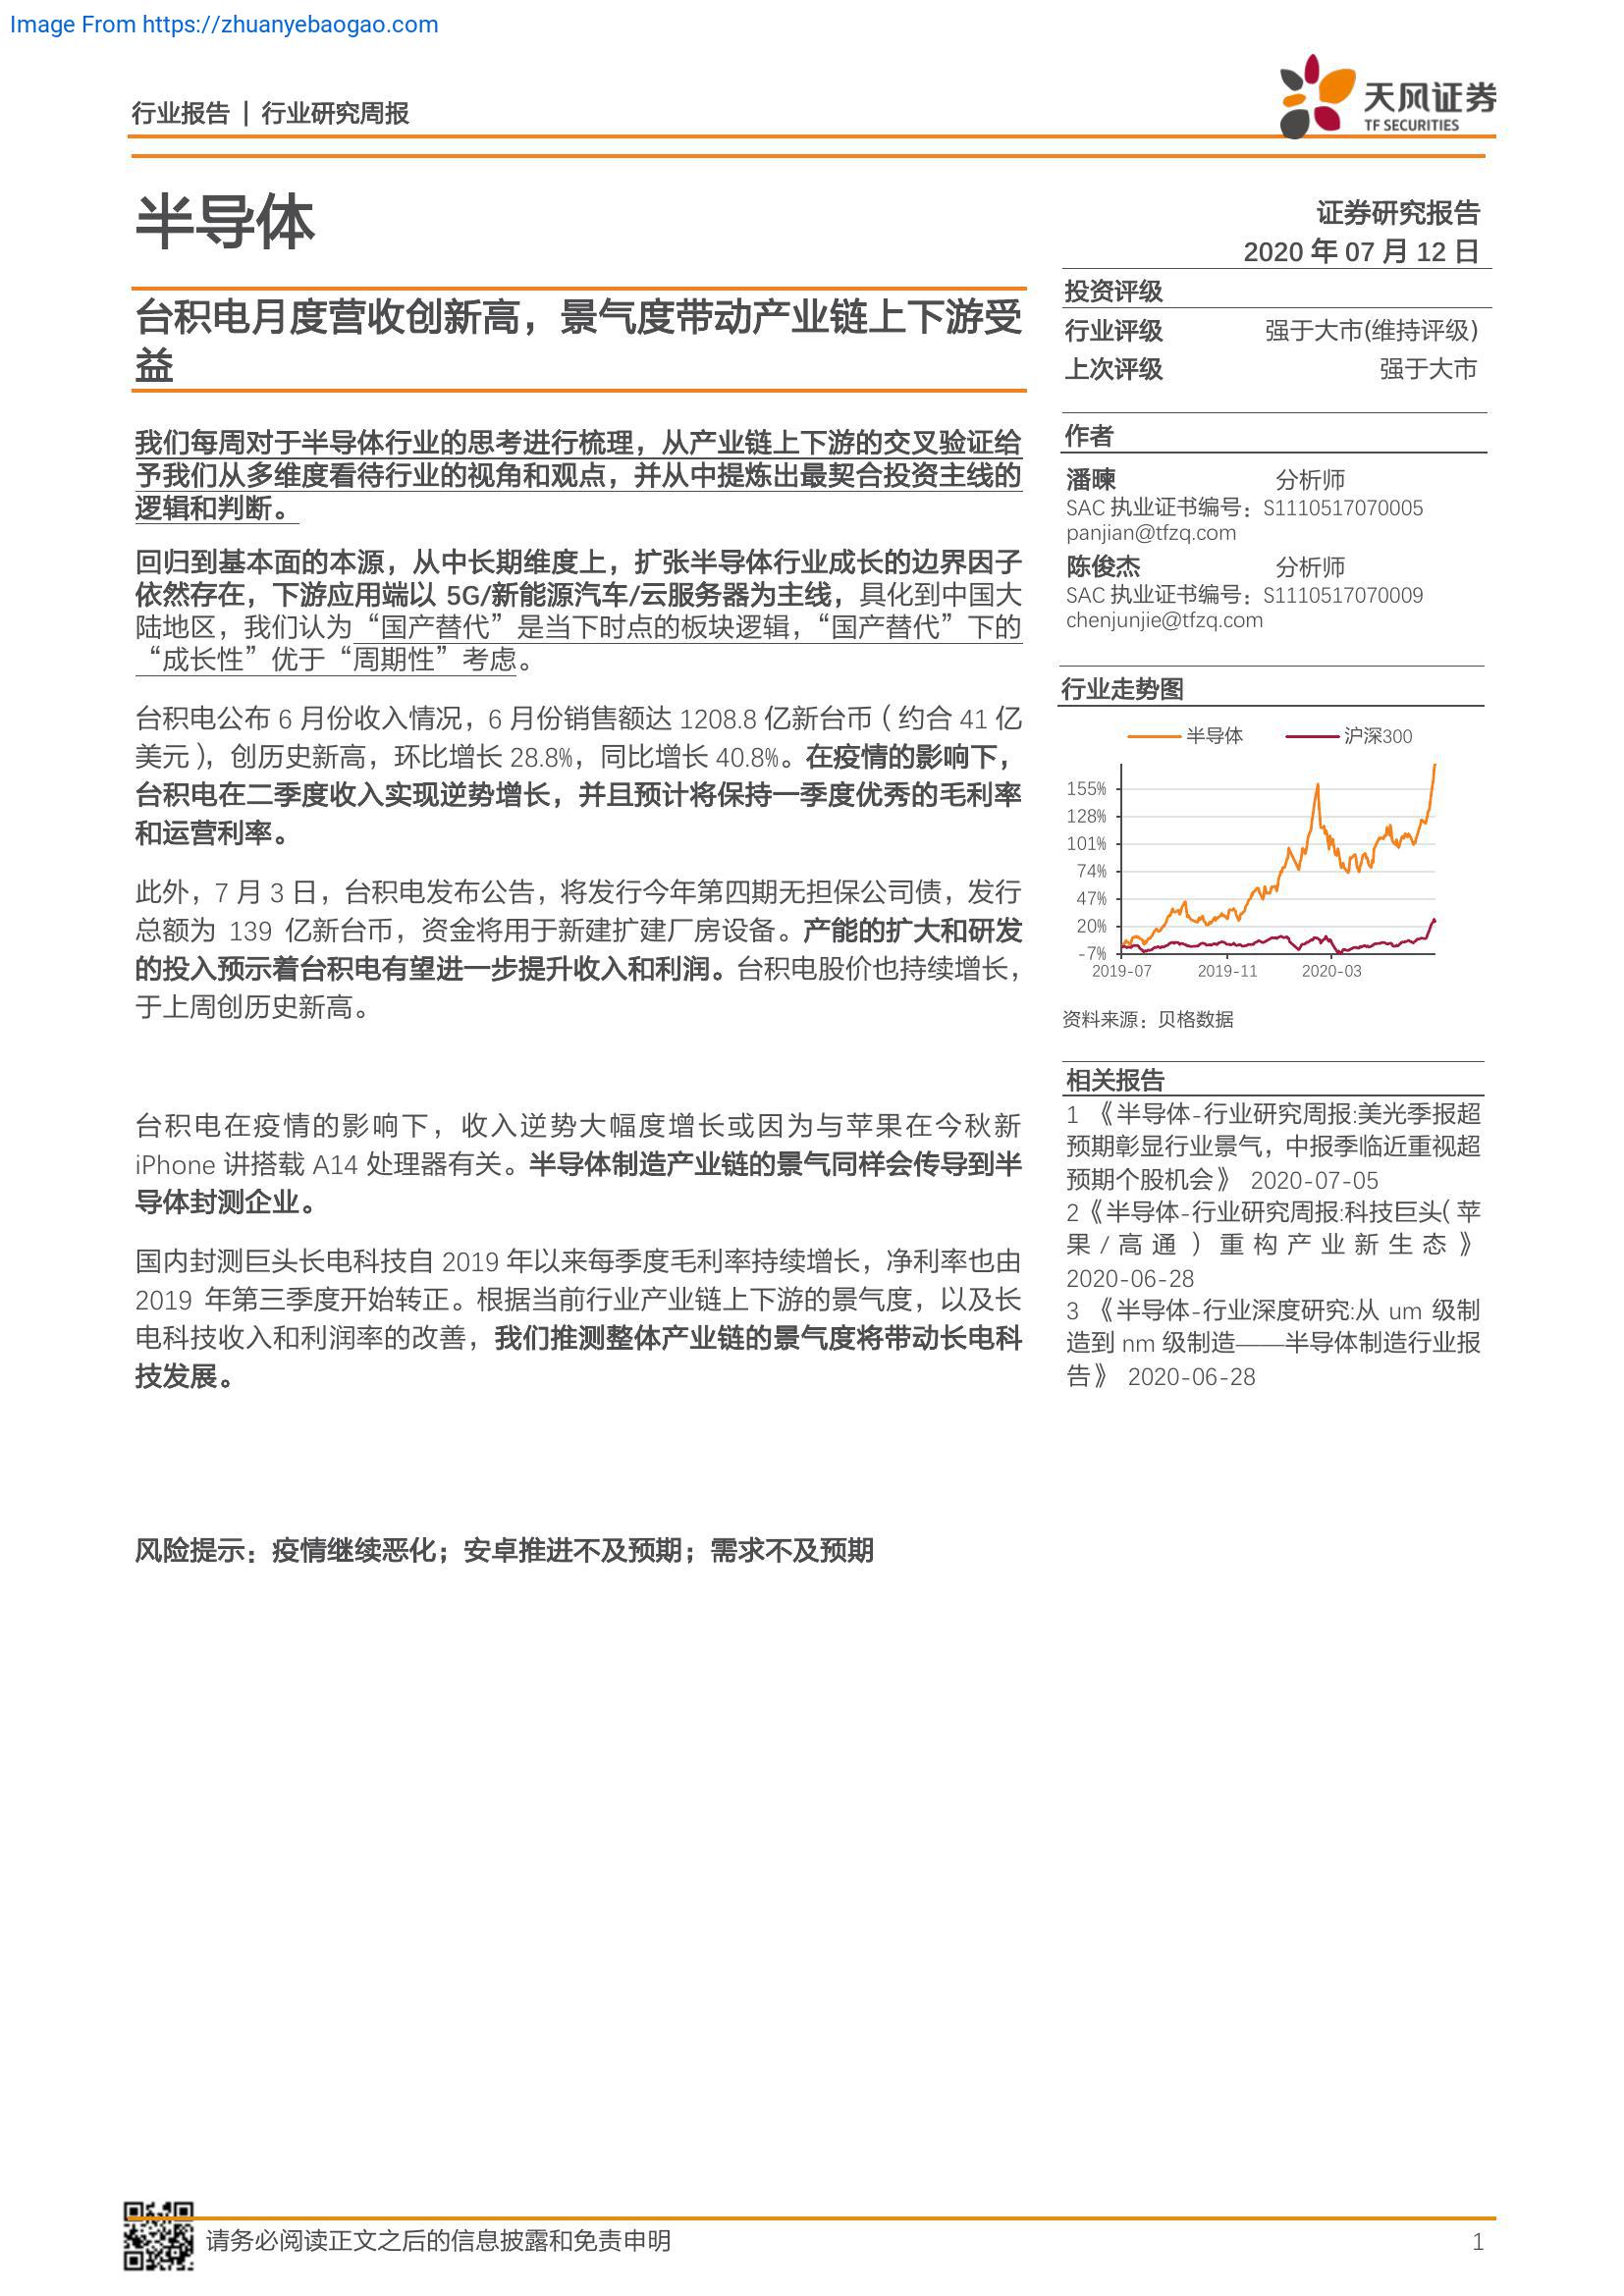 Image From https://zhuanyebaogao.com
行业报告 | 行业研究周报
天风证券
TF SECURITIES
半导体
证券研究报告
2020 年 07 月 12 日
台积电月度营收创新高，景气度带动产业链上下游受
益
我们每周对于半导体行业的思考进行梳理，从产业链上下游的交叉验证给
予我们从多维度看待行业的视角和观点，并从中提炼出最契合投资主线的
逻辑和判断。
回归到基本面的本源，从中长期维度上，扩张半导体行业成长的边界因子
依然存在，下游应用端以 5G/新能源汽车/云服务器为主线，具化到中国大
陆地区，我们认为“国产替代”是当下时点的板块逻辑，“国产替代”下的
“成长性”优于“周期性”考虑。
台积电公布 6 月份收入情况，6 月份销售额达 1208.8 亿新台币（约合 41 亿
美元），创历史新高，环比增长 28.8%，同比增长 40.8%。在疫情的影响下，
台积电在二季度收入实现逆势增长，并且预计将保持一季度优秀的毛利率
和运营利率。
此外，7 月 3 日，台积电发布公告，将发行今年第四期无担保公司债，发行
总额为 139 亿新台币，资金将用于新建扩建厂房设备。产能的扩大和研发
的投入预示着台积电有望进一步提升收入和利润。台积电股价也持续增长，
于上周创历史新高。
台积电在疫情的影响下，收入逆势大幅度增长或因为与苹果在今秋新
iPhone 讲搭载 A14 处理器有关。半导体制造产业链的景气同样会传导到半
导体封测企业。
国内封测巨头长电科技自 2019 年以来每季度毛利率持续增长，净利率也由
2019 年第三季度开始转正。根据当前行业产业链上下游的景气度，以及长
电科技收入和利润率的改善，我们推测整体产业链的景气度将带动长电科
技发展。
风险提示：疫情继续恶化；安卓推进不及预期；需求不及预期
投资评级
行业评级 强于大市(维持评级)
上次评级 强于大市
作者
潘暕 分析师
SAC 执业证书编号：S1110517070005
panjian@tfzq.com
陈俊杰 分析师
SAC 执业证书编号：S1110517070009
chenjunjie@tfzq.com
行业走势图
半导体 沪深300
155%
128%
101%
74%
47%
20%
-7%
2019-07 2019-11 2020-03
资料来源：贝格数据
相关报告
1 《半导体-行业研究周报:美光季报超
预期彰显行业景气，中报季临近重视超
预期个股机会》 2020-07-05
2《半导体-行业研究周报:科技巨头(苹
果/高通）重构产业新生态》
2020-06-28
3 《半导体-行业深度研究:从 um 级制
造到 nm 级制造——半导体制造行业报
告》 2020-06-28
请务必阅读正文之后的信息披露和免责申明 1